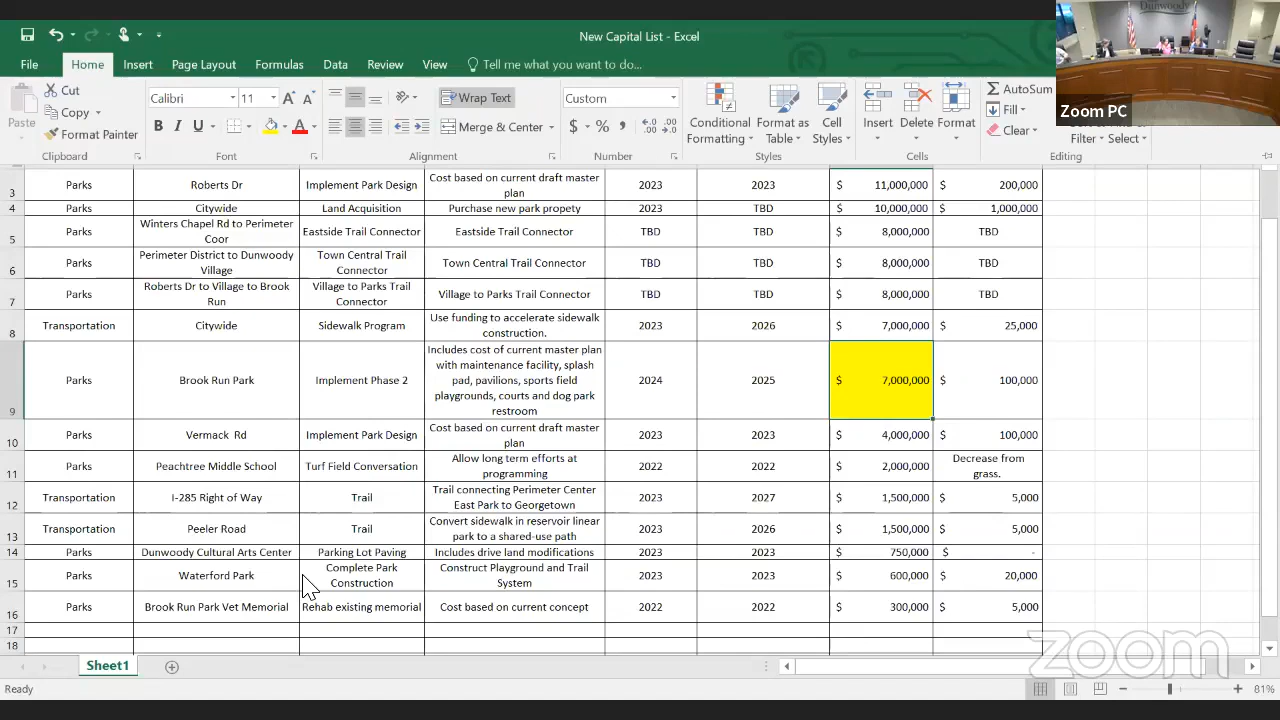 Dunwoody
New Capital List - Excel
File Home Insert Page Layout Formulas Data Review View Tell me what you want to do...
Paste
Cut
Copy
Format Painter
Clipboard
Calibri 11
B I U
Font
Wrap Text
Merge & Center
Alignment
Custom
$ % ,
Number
Conditional Formatting
Format as Table
Cell Styles
Styles
Insert Delete Format
Cells
AutoSum
Fill
Clear
Filter Select
Editing
Zoom PC
3 Parks Roberts Dr Implement Park Design Cost based on current draft master plan 2023 2023 $ 11,000,000 $ 200,000
4 Parks Citywide Land Acquisition Purchase new park propety 2023 TBD $ 10,000,000 $ 1,000,000
5 Parks Winters Chapel Rd to Perimeter Coor Eastside Trail Connector Eastside Trail Connector TBD TBD $ 8,000,000 TBD
6 Parks Perimeter District to Dunwoody Village Town Central Trail Connector Town Central Trail Connector TBD TBD $ 8,000,000 TBD
7 Parks Roberts Dr to Village to Brook Run Village to Parks Trail Connector Village to Parks Trail Connector TBD TBD $ 8,000,000 TBD
8 Transportation Citywide Sidewalk Program Use funding to accelerate sidewalk construction. 2023 2026 $ 7,000,000 $ 25,000
9 Parks Brook Run Park Implement Phase 2 Includes cost of current master plan with maintenance facility, splash pad, pavilions, sports field playgrounds, courts and dog park restroom 2024 2025 $ 7,000,000 $ 100,000
10 Parks Vermack Rd Implement Park Design Cost based on current draft master plan 2023 2023 $ 4,000,000 $ 100,000
11 Parks Peachtree Middle School Turf Field Conversation Allow long term efforts at programming 2022 2022 $ 2,000,000 Decrease from grass.
12 Transportation I-285 Right of Way Trail Trail connecting Perimeter Center East Park to Georgetown 2023 2027 $ 1,500,000 $ 5,000
13 Transportation Peeler Road Trail Convert sidewalk in reservoir linear park to a shared-use path 2023 2026 $ 1,500,000 $ 5,000
14 Parks Dunwoody Cultural Arts Center Parking Lot Paving Includes drive land modifications 2023 2023 $ 750,000 $ -
15 Parks Waterford Park Complete Park Construction Construct Playground and Trail System 2023 2023 $ 600,000 $ 20,000
16 Parks Brook Run Park Vet Memorial Rehab existing memorial Cost based on current concept 2022 2022 $ 300,000 $ 5,000
17
18
Sheet1
zoom
Ready
81%